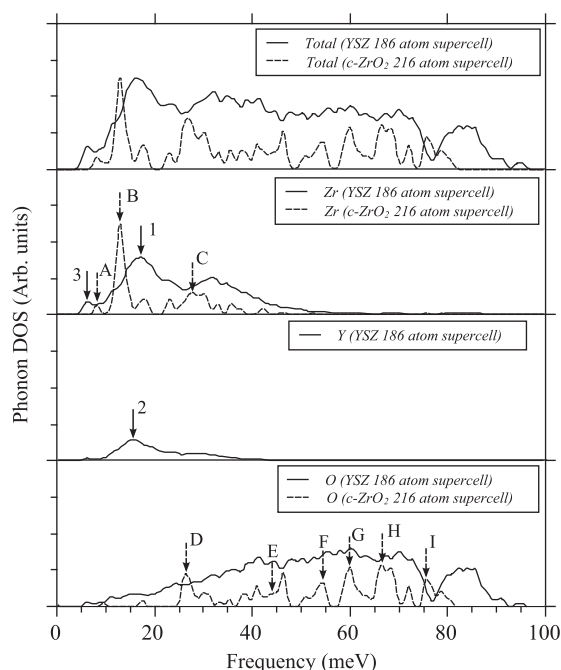 Total (YSZ 186 atom supercell)
Total (c-ZrO₂ 216 atom supercell)
Zr (YSZ 186 atom supercell)
Zr (c-ZrO₂ 216 atom supercell)
B
1
3
A
C
Y (YSZ 186 atom supercell)
2
O (YSZ 186 atom supercell)
O (c-ZrO₂ 216 atom supercell)
D
E
F
G
H
I
0
20
40
60
80
100
Phonon DOS (Arb. units)
Frequency (meV)